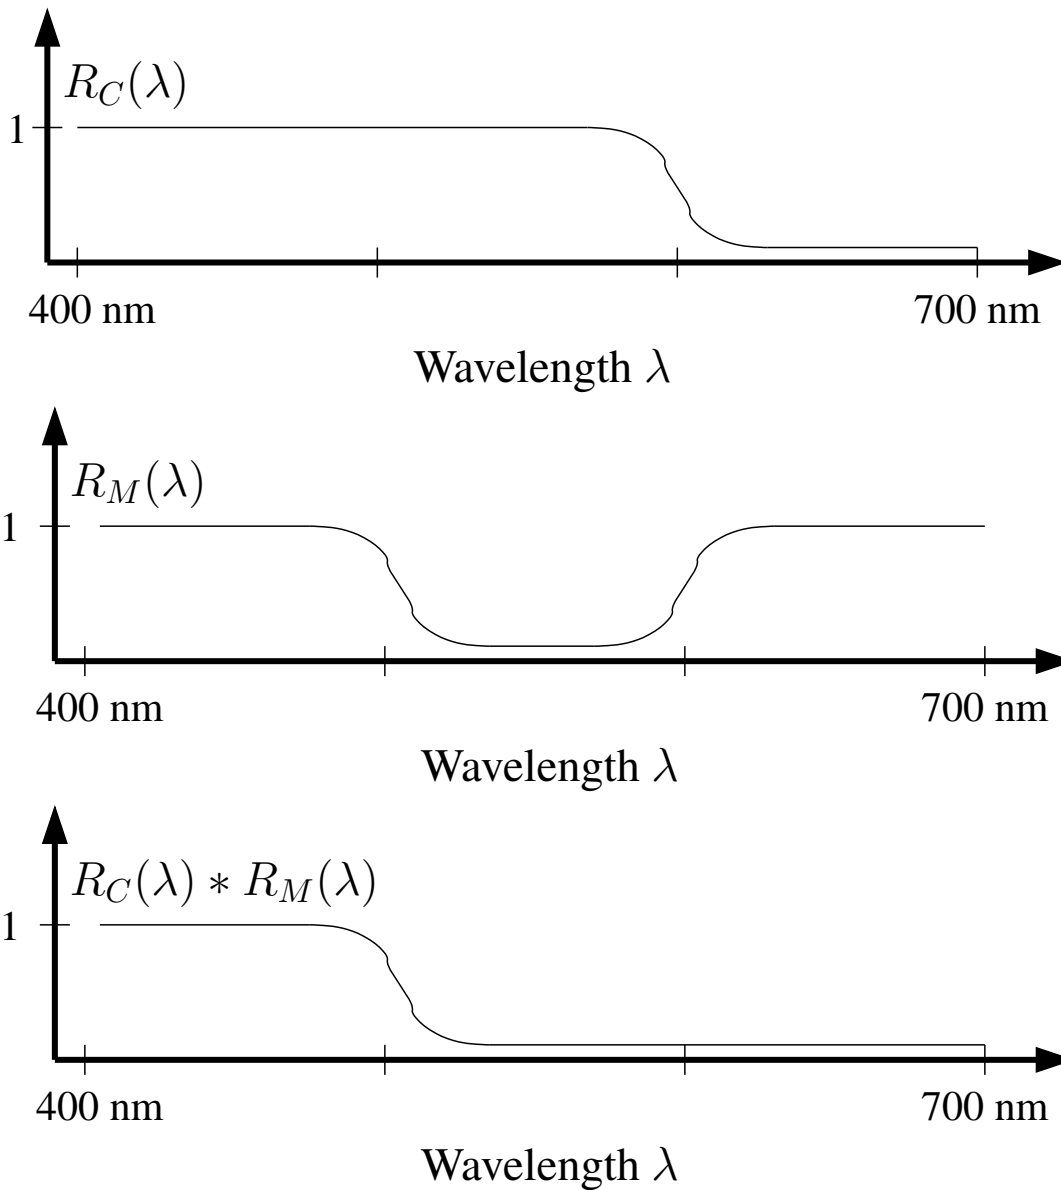 R_C(λ)
1
400 nm 700 nm
Wavelength λ
R_M(λ)
1
400 nm 700 nm
Wavelength λ
R_C(λ) * R_M(λ)
1
400 nm 700 nm
Wavelength λ